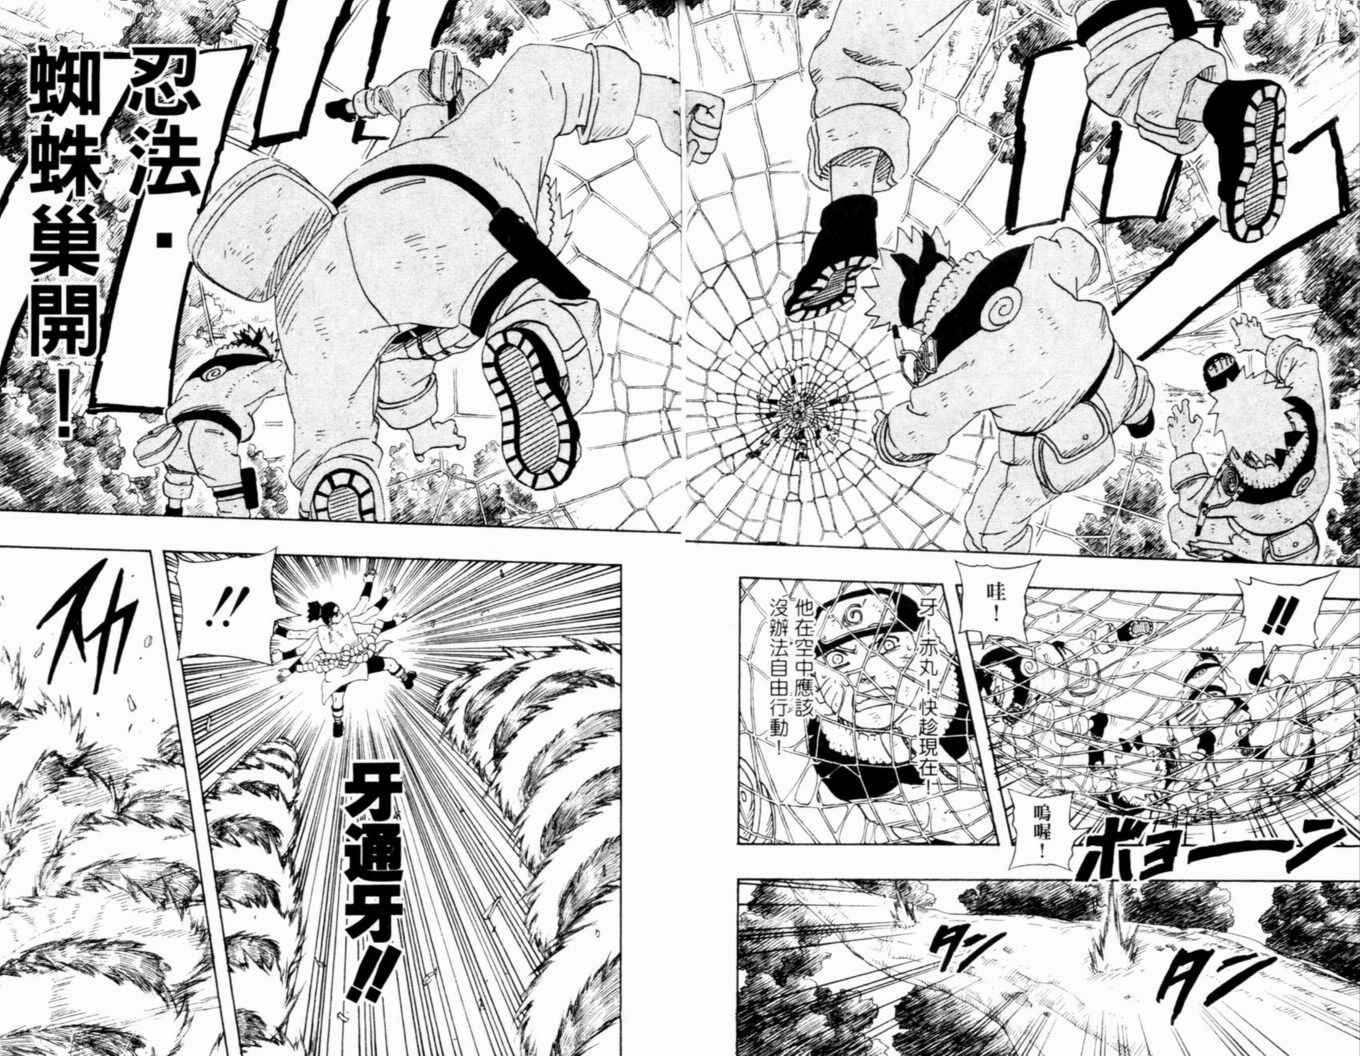 忍法・
蜘蛛巢開！
!!
哇！
嗚喔！
ボヨーン
牙！赤丸！快趁現在！
他在空中應該
沒辦法自由行動！
タン
タン
!!
牙通牙!!